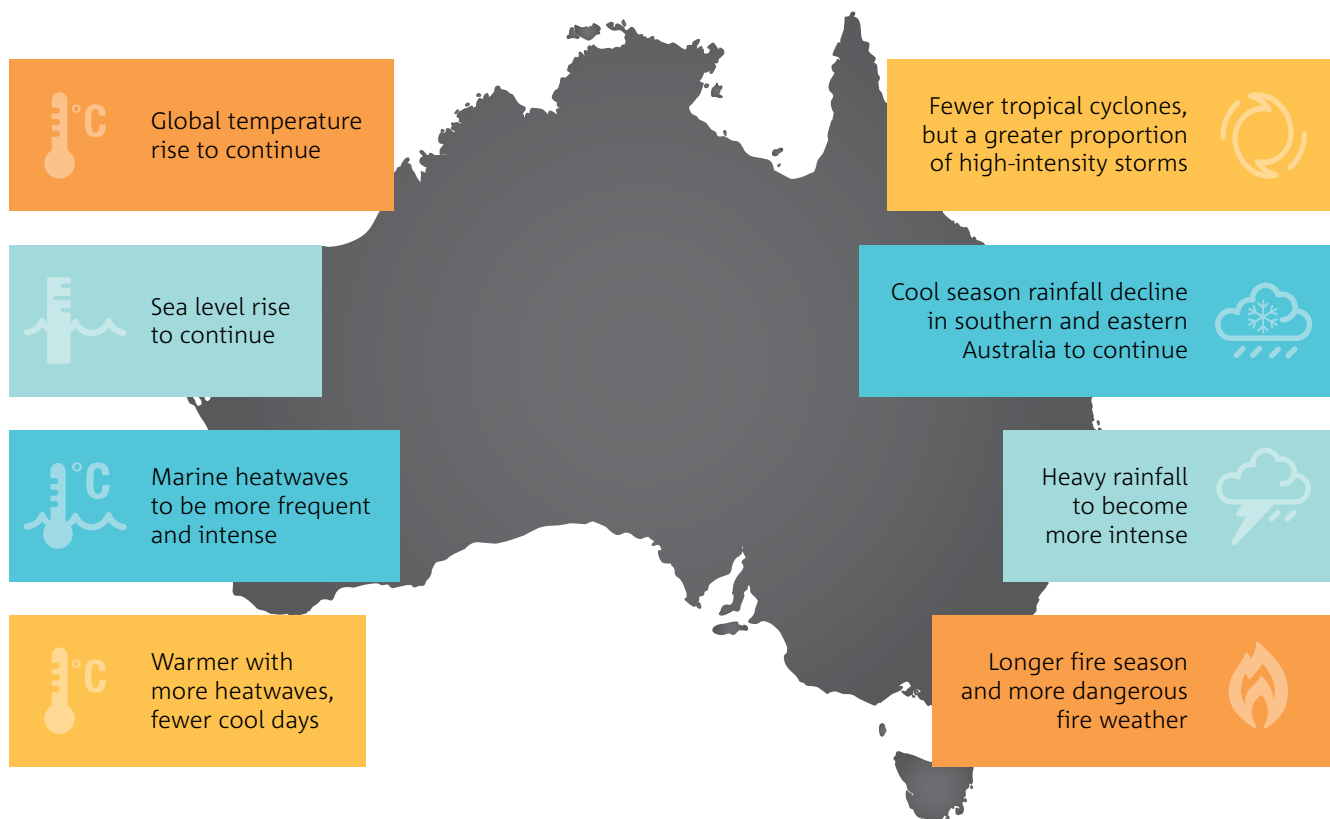 °C
Global temperature
rise to continue
Sea level rise
to continue
°C
Marine heatwaves
to be more frequent
and intense
°C
Warmer with
more heatwaves,
fewer cool days
Fewer tropical cyclones,
but a greater proportion
of high-intensity storms
Cool season rainfall decline
in southern and eastern
Australia to continue
Heavy rainfall
to become
more intense
Longer fire season
and more dangerous
fire weather